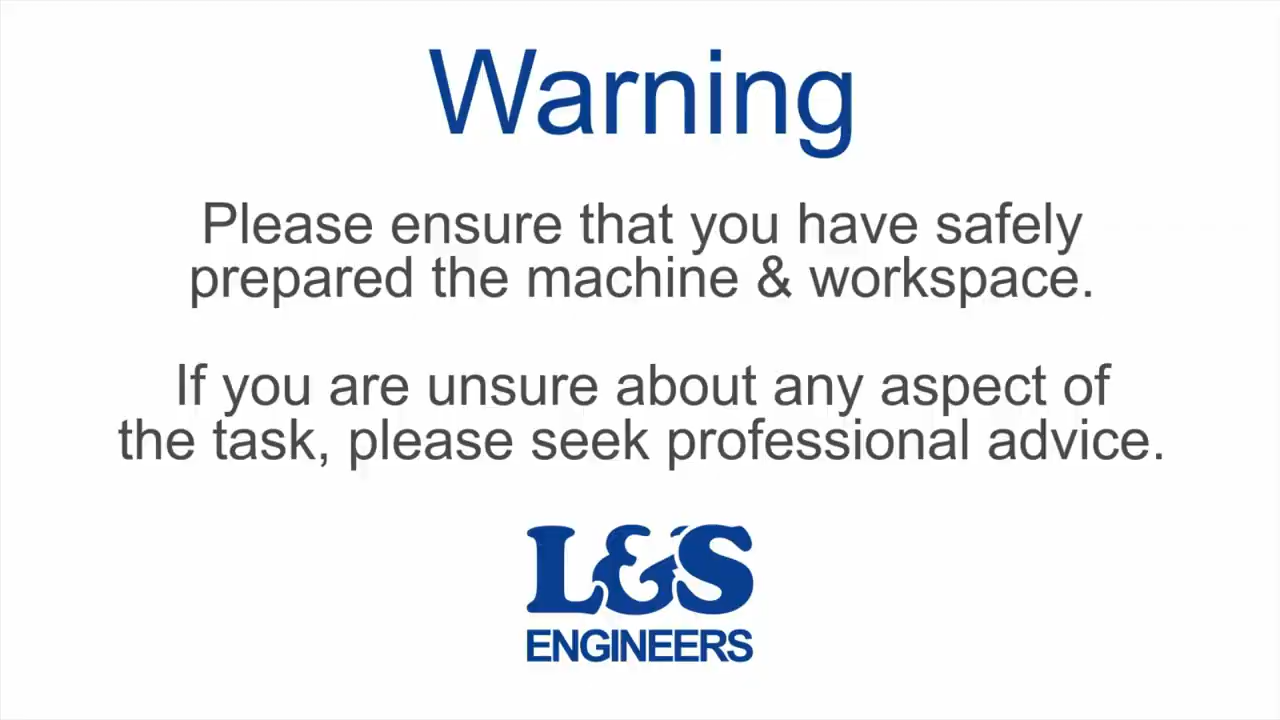 Warning
Please ensure that you have safely
prepared the machine & workspace.
If you are unsure about any aspect of
the task, please seek professional advice.
L&S
ENGINEERS